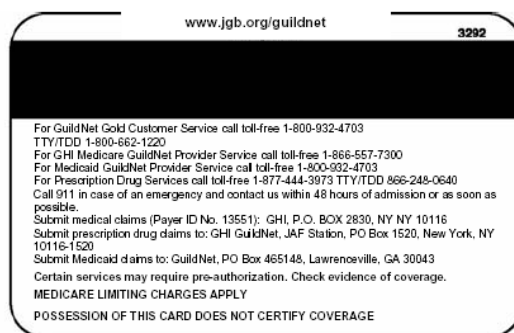 www.jgb.org/guildnet
3292
For GuildNet Gold Customer Service call toll-free 1-800-932-4703
TTY/TDD 1-800-662-1220
For GHI Medicare GuildNet Provider Service call toll-free 1-866-557-7300
For Medicaid GuildNet Provider Service call toll-free 1-800-932-4703
For Prescription Drug Services call toll-free 1-877-444-3973 TTY/TDD 866-248-0640
Call 911 in case of an emergency and contact us within 48 hours of admission or as soon as
possible.
Submit medical claims (Payer ID No. 13551): GHI, P.O. BOX 2830, NY NY 10116
Submit prescription drug claims to: GHI GuildNet, JAF Station, PO Box 1520, New York, NY
10116-1520
Submit Medicaid claims to: GuildNet, PO Box 465148, Lawrenceville, GA 30043
Certain services may require pre-authorization. Check evidence of coverage.
MEDICARE LIMITING CHARGES APPLY
POSSESSION OF THIS CARD DOES NOT CERTIFY COVERAGE